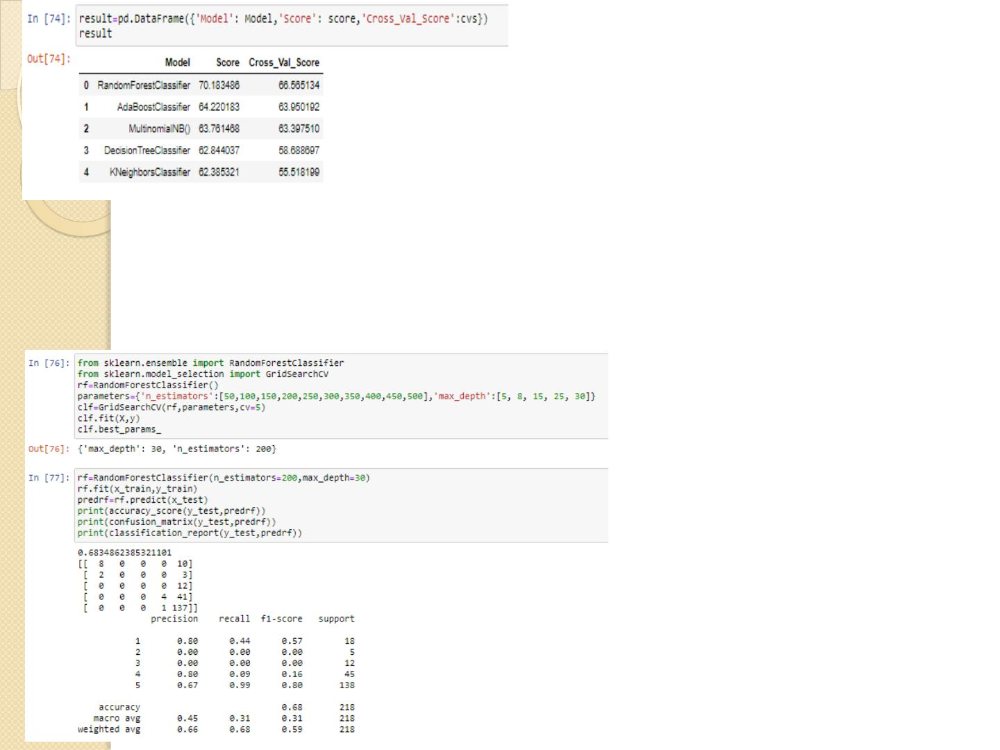 In [74]: result=pd.DataFrame({'Model': Model,'Score': score,'Cross_Val_Score':cvs})
result
Out[74]:
Model Score Cross_Val_Score
0 RandomForestClassifier 70.183486 66.565134
1 AdaBoostClassifier 64.220183 63.950192
2 MultinomialNB() 63.761468 63.397510
3 DecisionTreeClassifier 62.844037 58.688697
4 KNeighborsClassifier 62.385321 55.518199
In [76]: from sklearn.ensemble import RandomForestClassifier
from sklearn.model_selection import GridSearchCV
rf=RandomForestClassifier()
parameters={'n_estimators':[50,100,150,200,250,300,350,400,450,500],'max_depth':[5, 8, 15, 25, 30]}
clf=GridSearchCV(rf,parameters,cv=5)
clf.fit(X,y)
clf.best_params_
Out[76]: {'max_depth': 30, 'n_estimators': 200}
In [77]: rf=RandomForestClassifier(n_estimators=200,max_depth=30)
rf.fit(x_train,y_train)
predrf=rf.predict(x_test)
print(accuracy_score(y_test,predrf))
print(confusion_matrix(y_test,predrf))
print(classification_report(y_test,predrf))
0.6834862385321101
[[ 8 0 0 0 10]
[ 2 0 0 0 3]
[ 0 0 0 0 12]
[ 0 0 0 4 41]
[ 0 0 0 1 137]]
precision recall f1-score support
1 0.80 0.44 0.57 18
2 0.00 0.00 0.00 5
3 0.00 0.00 0.00 12
4 0.80 0.09 0.16 45
5 0.67 0.99 0.80 138
accuracy 0.68 218
macro avg 0.45 0.31 0.31 218
weighted avg 0.66 0.68 0.59 218